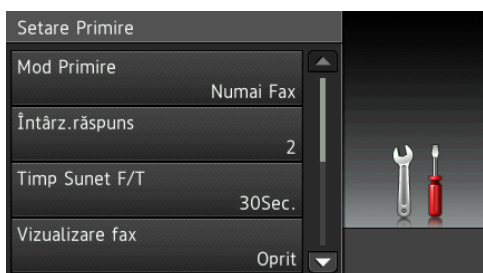 Setare Primire
Mod Primire
Numai Fax
Întârz.răspuns
2
Timp Sunet F/T
30Sec.
Vizualizare fax
Oprit